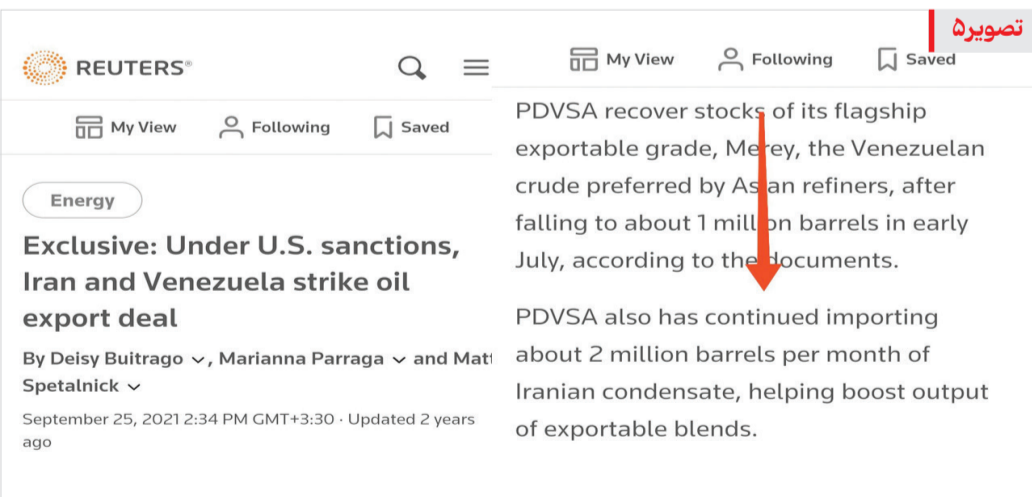 تصویر۵
REUTERS®
My View Following Saved
Energy
Exclusive: Under U.S. sanctions,
Iran and Venezuela strike oil
export deal
By Deisy Buitrago, Marianna Parraga and Matt
Spetalnick
September 25, 2021 2:34 PM GMT+3:30 · Updated 2 years
ago
My View Following Saved
PDVSA recover stocks of its flagship
exportable grade, Merey, the Venezuelan
crude preferred by Asian refiners, after
falling to about 1 million barrels in early
July, according to the documents.
PDVSA also has continued importing
about 2 million barrels per month of
Iranian condensate, helping boost output
of exportable blends.